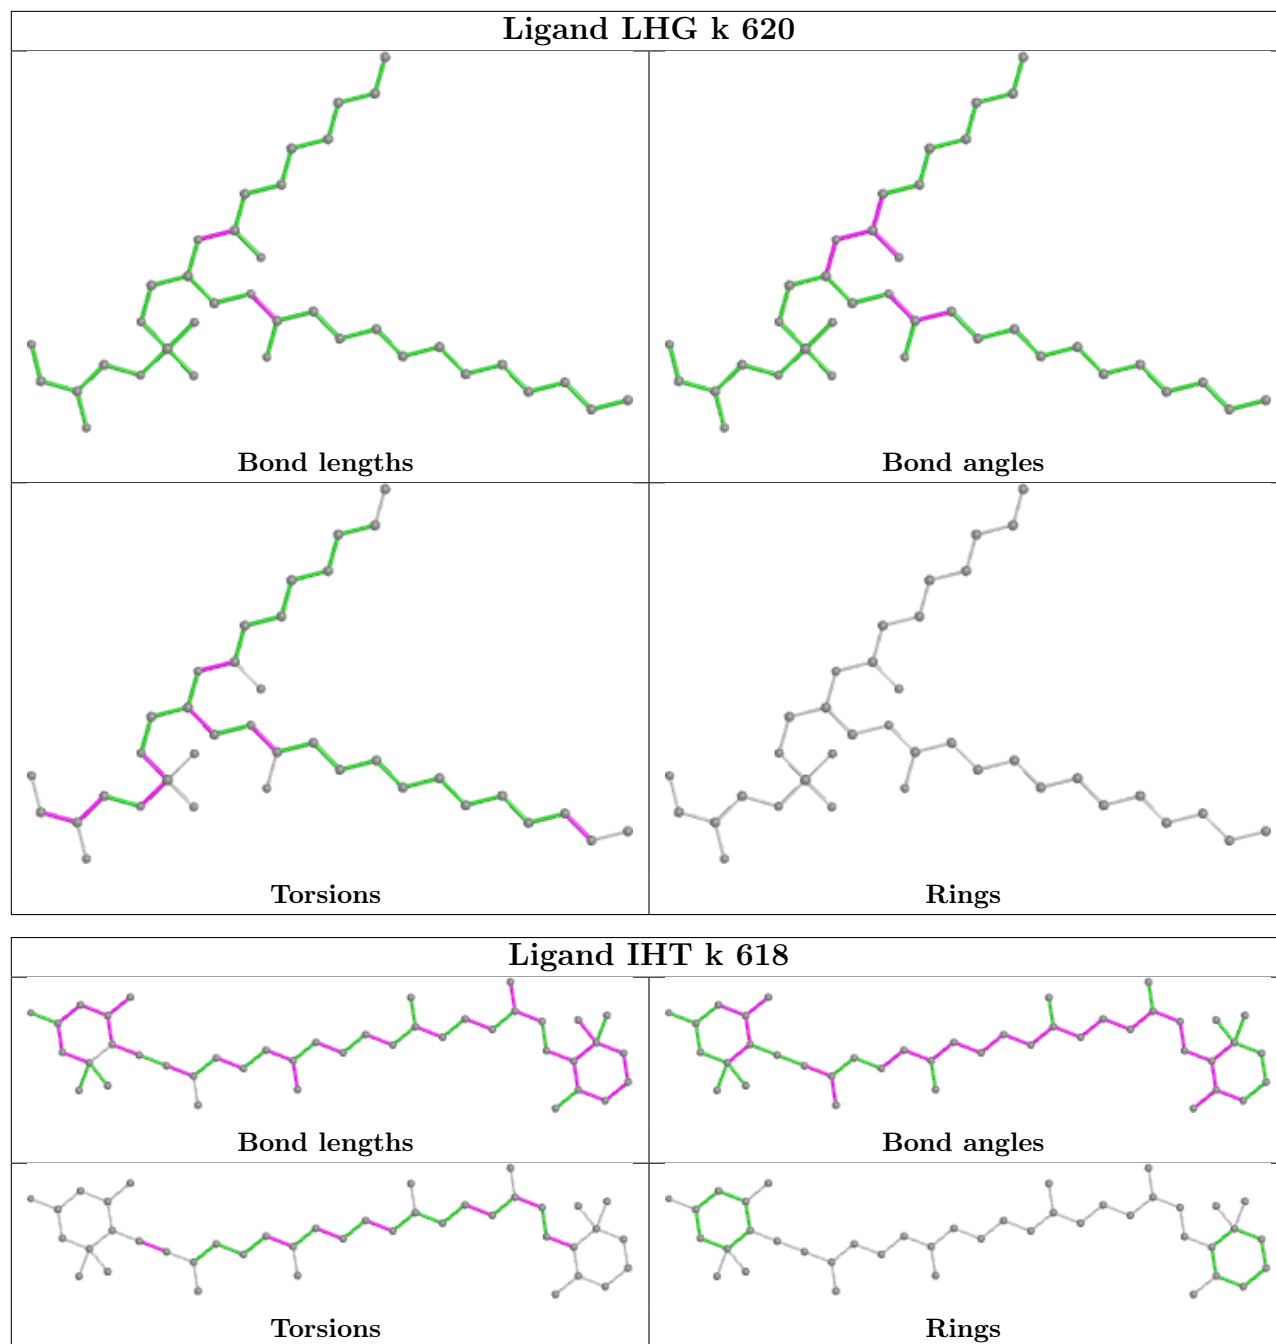 Ligand LHG k 620
Bond lengths
Bond angles
Torsions
Rings
Ligand IHT k 618
Bond lengths
Bond angles
Torsions
Rings